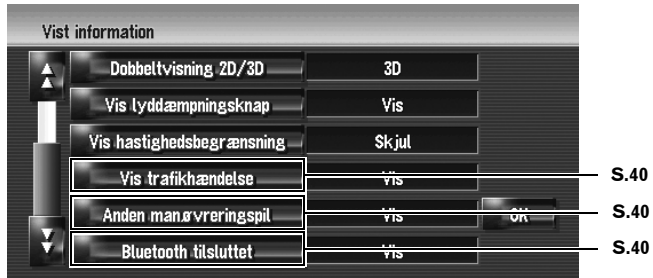 Vist information
Dobbeltvisning 2D/3D 3D
Vis lyddæmpningsknap Vis
Vis hastighedsbegrænsning Skjul
Vis trafikhændelse Vis S.40
Anden manøvreringspil Vis OK S.40
Bluetooth tilsluttet Vis S.40